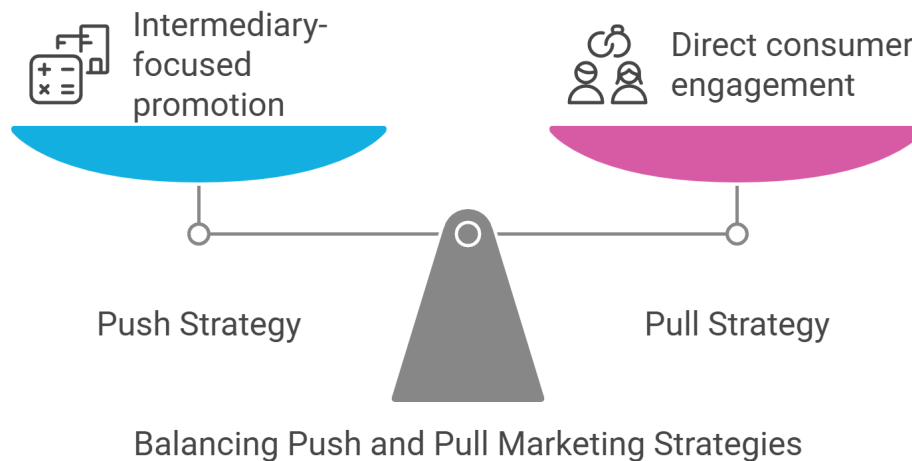 Intermediary-
focused
promotion
Direct consumer
engagement
Push Strategy
Pull Strategy
Balancing Push and Pull Marketing Strategies